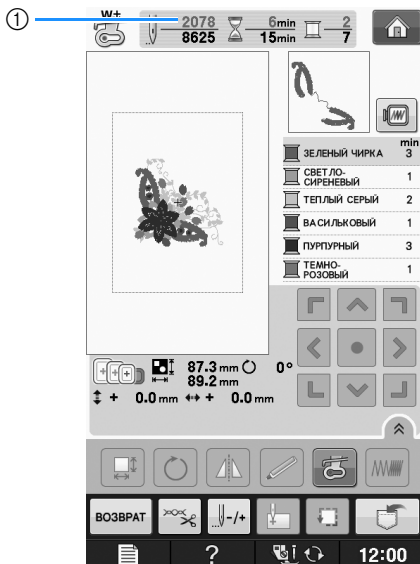 W+
① 2078 6min 2
8625 15min 7
min
ЗЕЛЕНЫЙ ЧИРКА 3
СВЕТЛО-
СИРЕНЕВЫЙ 1
ТЕПЛЫЙ СЕРЫЙ 2
ВАСИЛЬКОВЫЙ 1
ПУРПУРНЫЙ 3
ТЕМНО-
РОЗОВЫЙ 1
87.3 mm 0°
89.2 mm
+ 0.0 mm + 0.0 mm
ВОЗВРАТ -/+
? 12:00